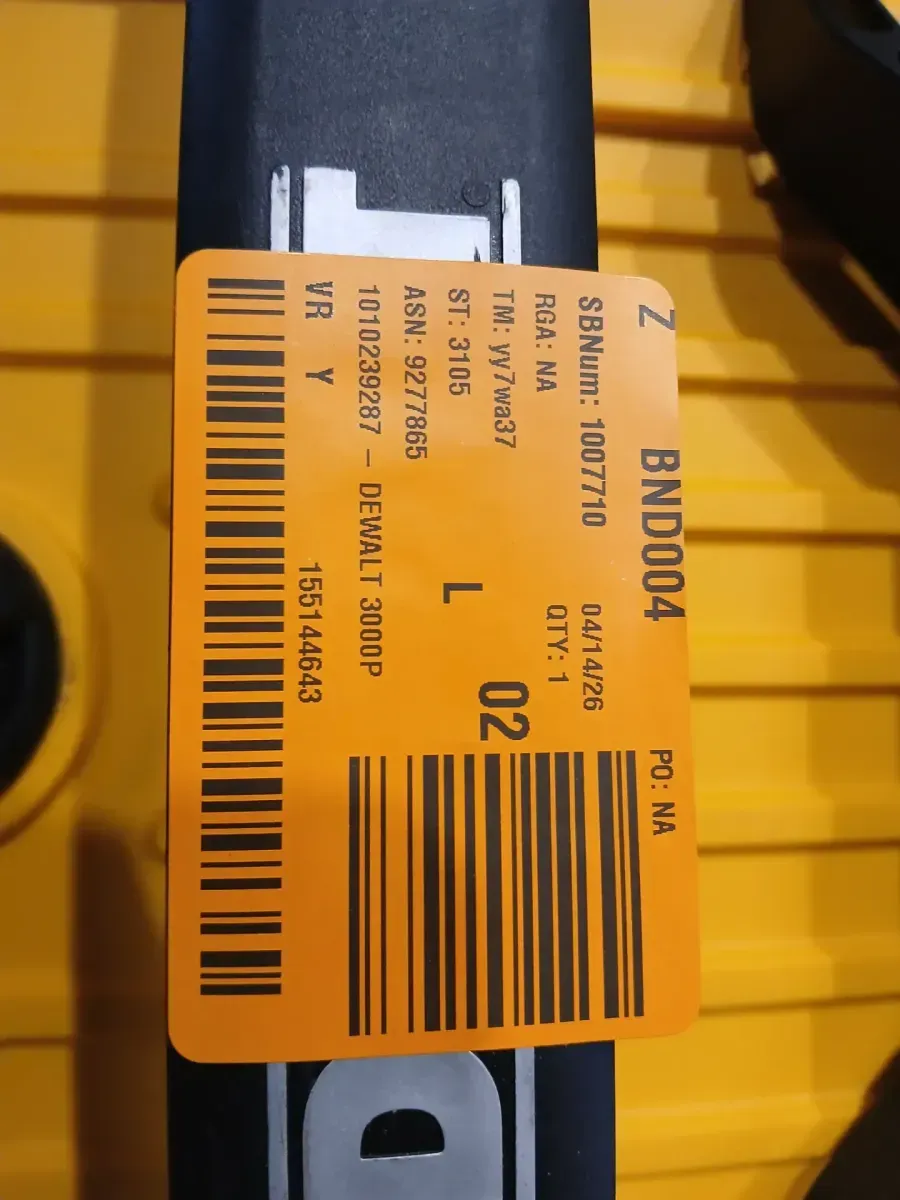 Z BND004 PO: NA
SBNum: 1007710 04/14/26
RGA: NA QTY: 1
TM: yy7wa37 02
ST: 3105 L
ASN: 9277865
1010239287 – DEWALT 3000P
VR Y 155144643
D